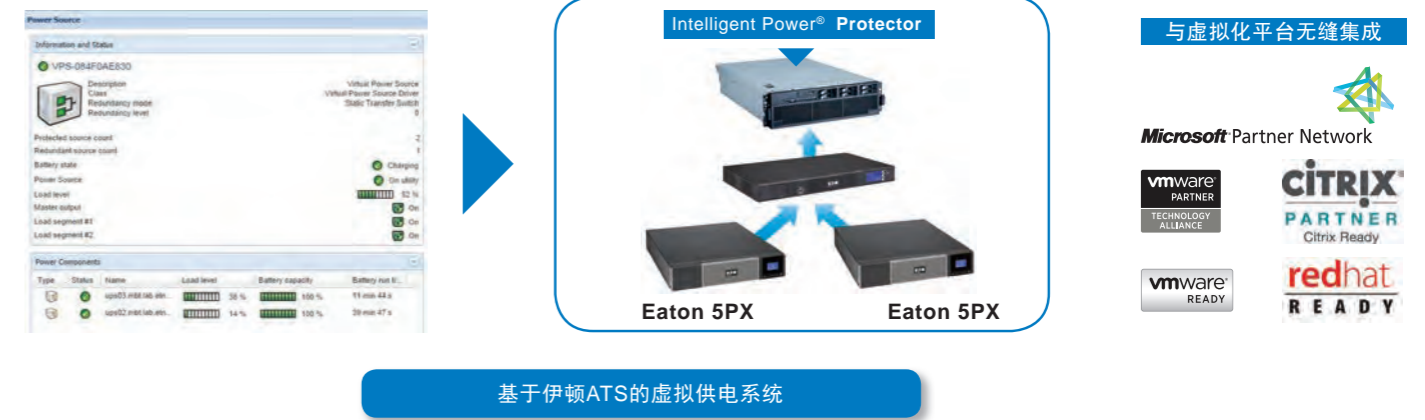 Power Source
Information and Status
VPS-084F0AE830
Description Virtual Power Source
Class Virtual Power Source Driver
Redundancy mode Static Transfer Switch
Redundancy level 0
Protected source count 2
Redundant source count 1
Battery state Charging
Power Source On utility
Load level 52 %
Master output On
Load segment #1 On
Load segment #2 On
Power Components
Type Status Name Load level Battery capacity Battery run ti...
38 % 100 % 11 min 44 s
14 % 100 % 39 min 47 s
Intelligent Power® Protector
Eaton 5PX Eaton 5PX
基于伊顿ATS的虚拟供电系统
与虚拟化平台无缝集成
Microsoft Partner Network
vmware®
PARTNER
TECHNOLOGY
ALLIANCE
CITRIX®
PARTNER
Citrix Ready
vmware®
READY
redhat.
READY